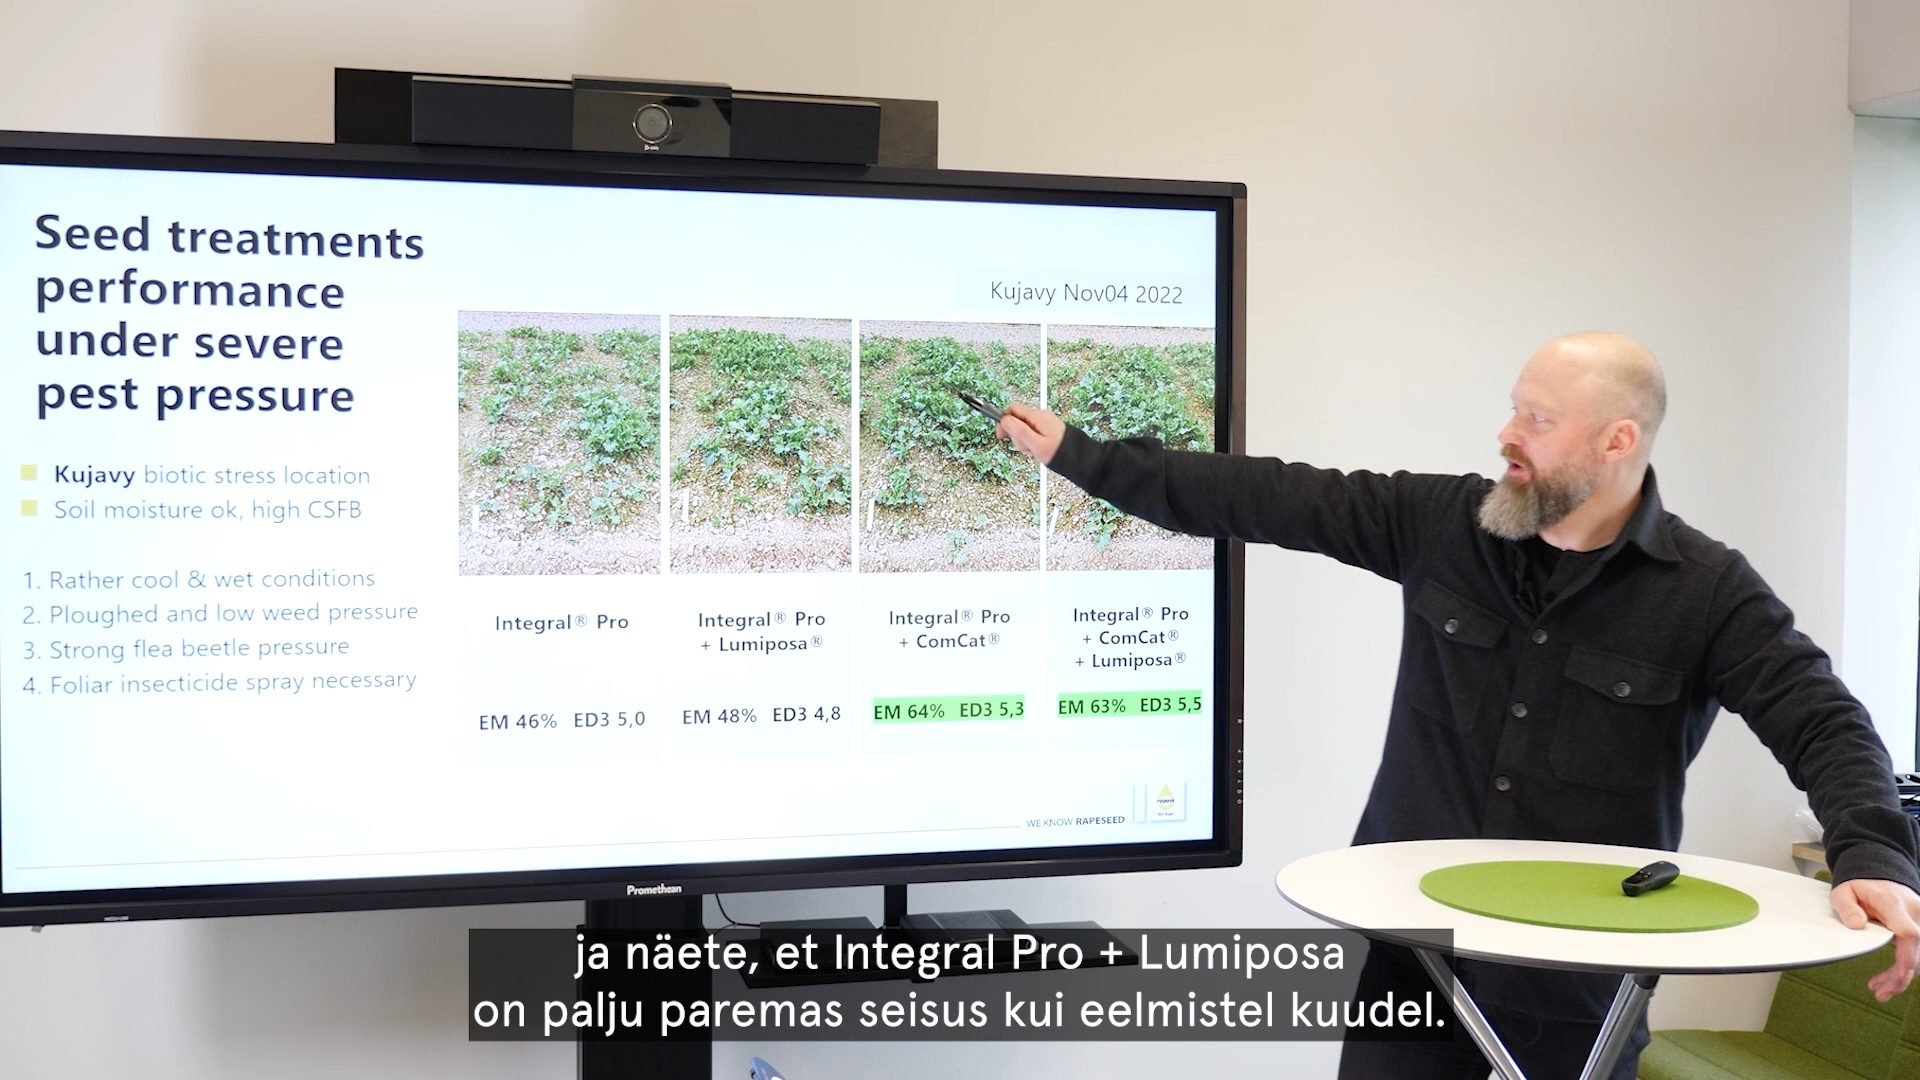 poly
Seed treatments
performance
under severe
pest pressure
Kujavy biotic stress location
Soil moisture ok, high CSFB
1. Rather cool & wet conditions
2. Ploughed and low weed pressure
3. Strong flea beetle pressure
4. Foliar insecticide spray necessary
Kujavy Nov04 2022
Integral® Pro
EM 46% ED3 5,0
Integral® Pro
+ Lumiposa®
EM 48% ED3 4,8
Integral® Pro
+ ComCat®
EM 64% ED3 5,3
Integral® Pro
+ ComCat®
+ Lumiposa®
EM 63% ED3 5,5
WE KNOW RAPESEED
rapool
Promethean
ja näete, et Integral Pro + Lumiposa
on palju paremas seisus kui eelmistel kuudel.